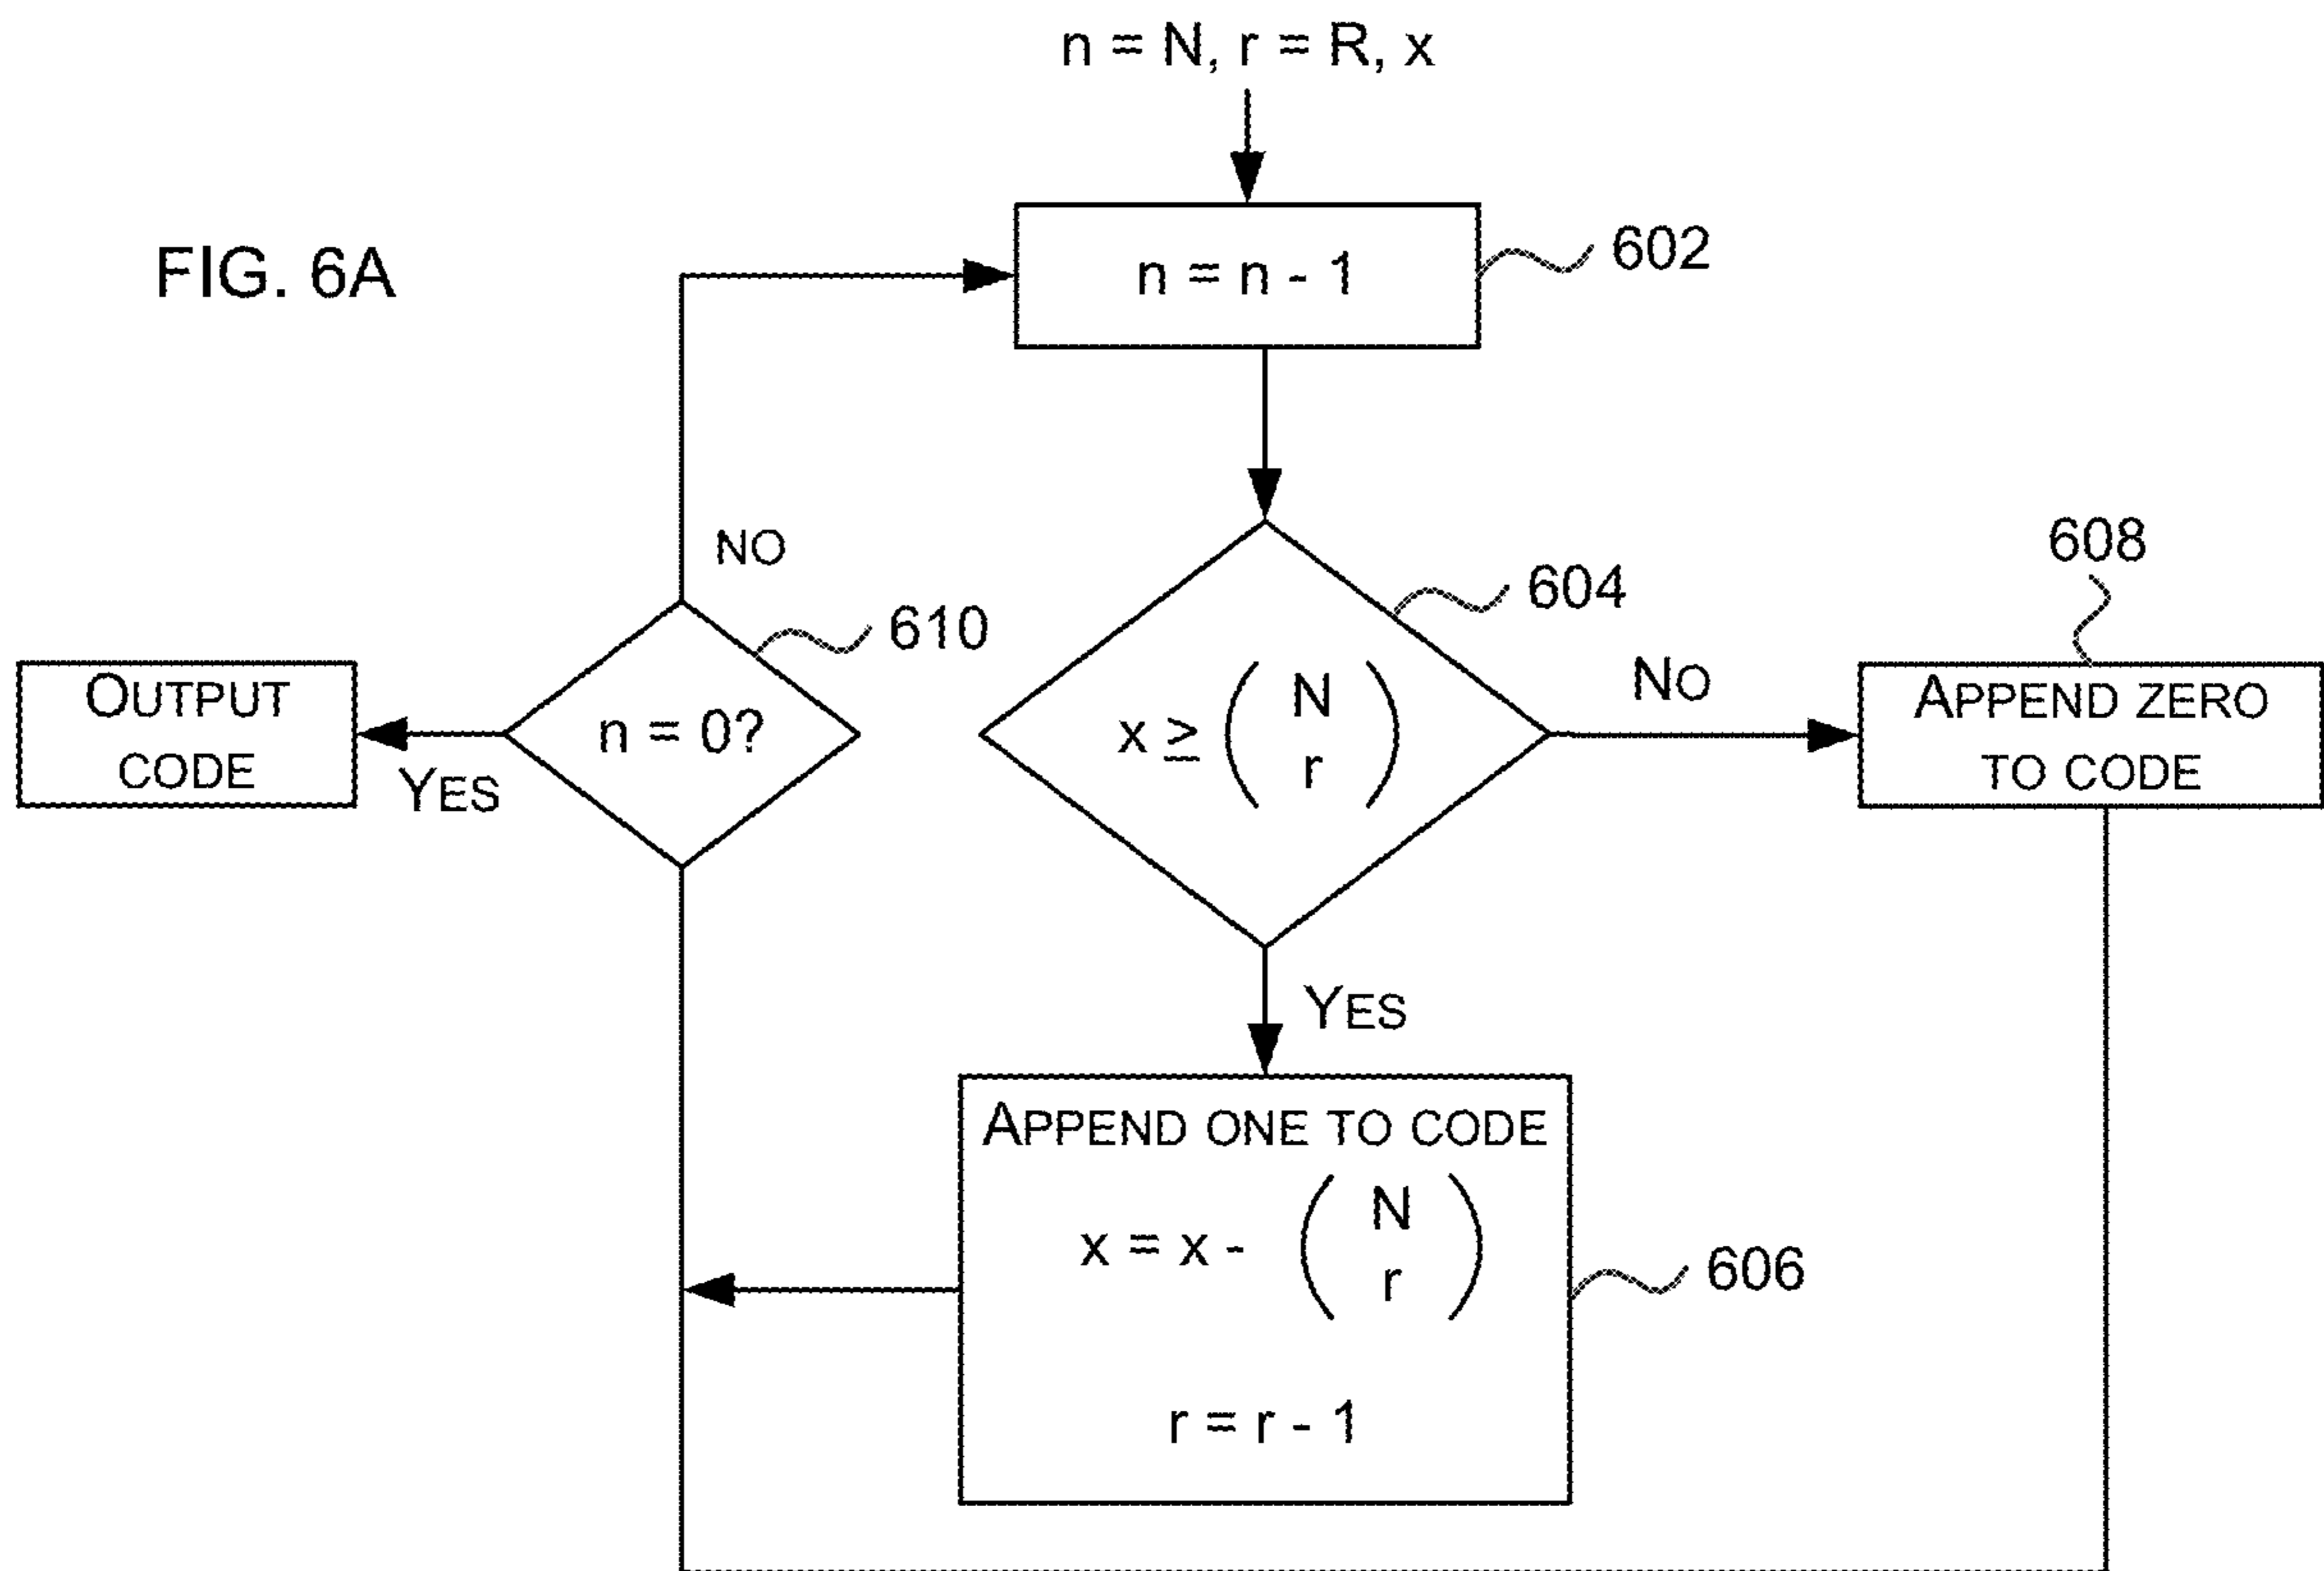 n = N, r = R, x
FIG. 6A
n = n - 1
602
NO
610
604
608
OUTPUT
CODE
YES
n = 0?
x ≥ ( N
r )
NO
APPEND ZERO
TO CODE
YES
APPEND ONE TO CODE
x = x - ( N
r )
r = r - 1
606